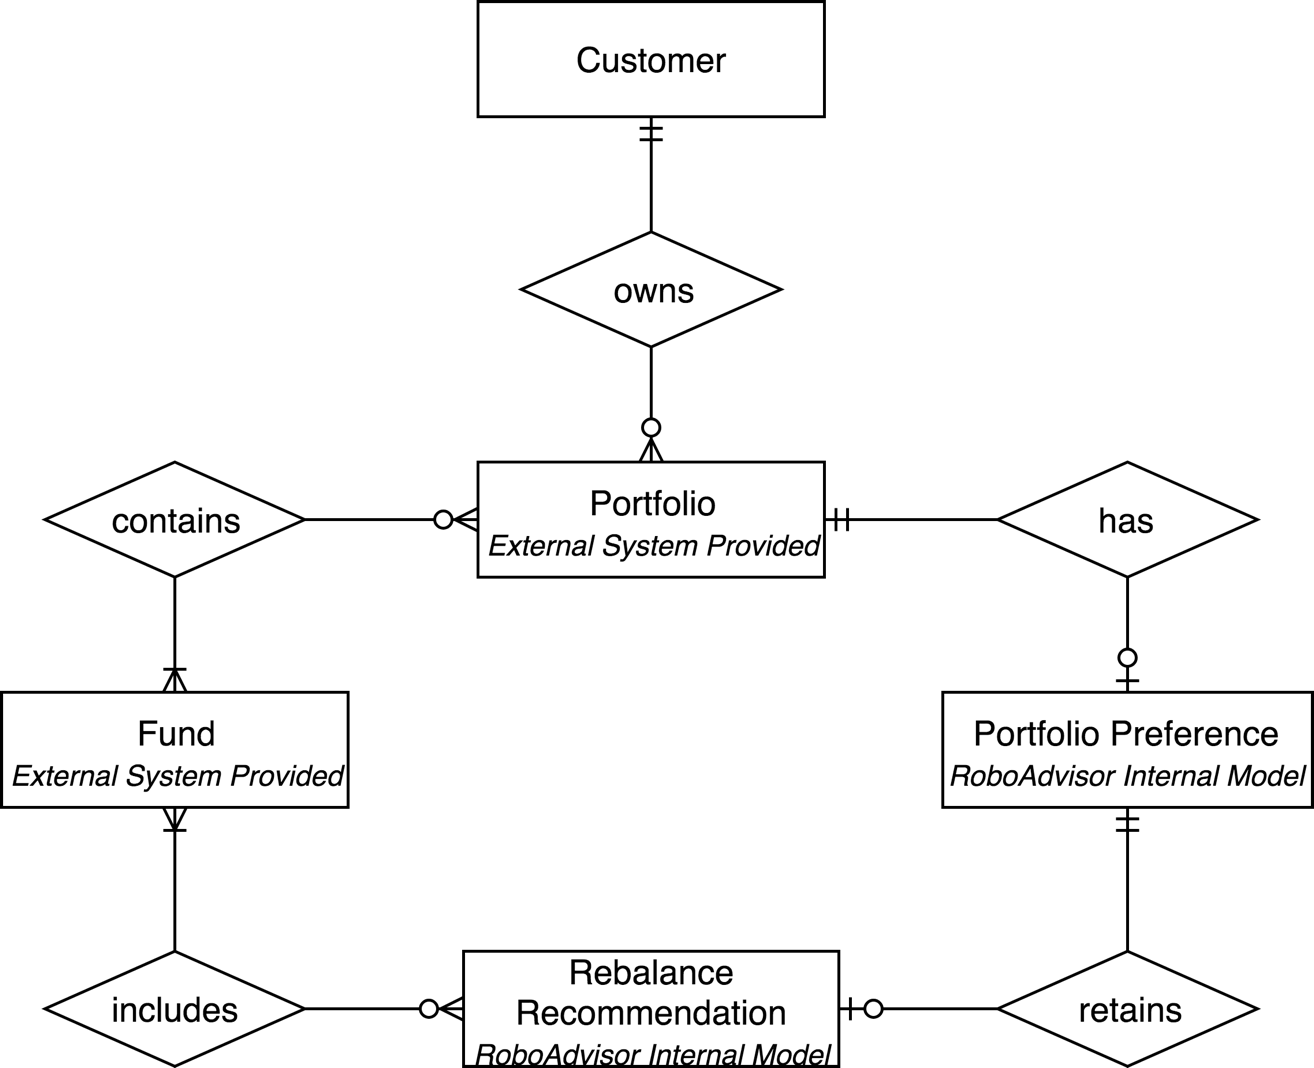 Customer
owns
contains
Portfolio
External System Provided
has
Fund
External System Provided
Portfolio Preference
RoboAdvisor Internal Model
includes
Rebalance
Recommendation
RoboAdvisor Internal Model
retains